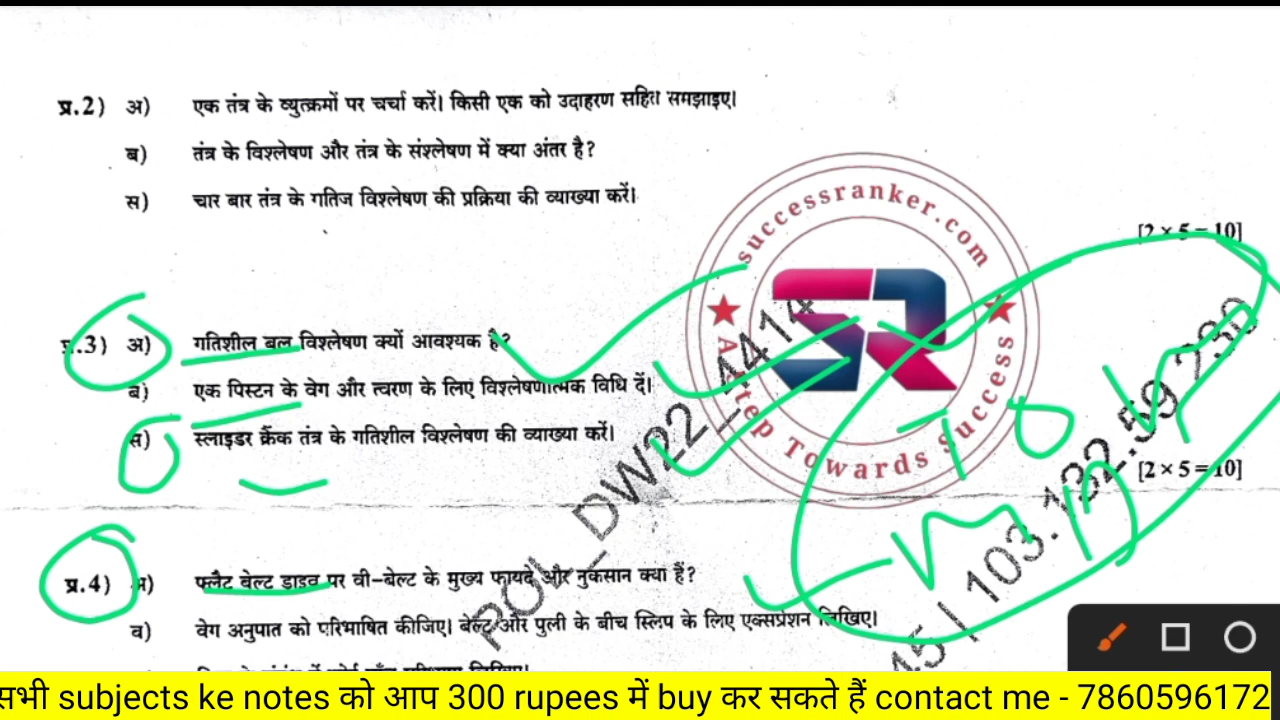 प्र.2) अ) एक तंत्र के व्युत्क्रमों पर चर्चा करें। किसी एक को उदाहरण सहित समझाइए।
ब) तंत्र के विश्लेषण और तंत्र के संश्लेषण में क्या अंतर है?
स) चार बार तंत्र के गतिज विश्लेषण की प्रक्रिया की व्याख्या करें।
[2 × 5 = 10]
successranker.com
A Step Towards Success
प्र.3) अ) गतिशील बल विश्लेषण क्यों आवश्यक है?
ब) एक पिस्टन के वेग और त्वरण के लिए विश्लेषणात्मक विधि दें।
स) स्लाइडर क्रैंक तंत्र के गतिशील विश्लेषण की व्याख्या करें।
[2 × 5 = 10]
प्र.4) अ) फ्लैट बेल्ट ड्राइव पर वी-बेल्ट के मुख्य फायदे और नुकसान क्या हैं?
ब) वेग अनुपात को परिभाषित कीजिए। बेल्ट और पुली के बीच स्लिप के लिए एक्सप्रेशन लिखिए।
सभी subjects ke notes को आप 300 rupees में buy कर सकते हैं contact me - 7860596172